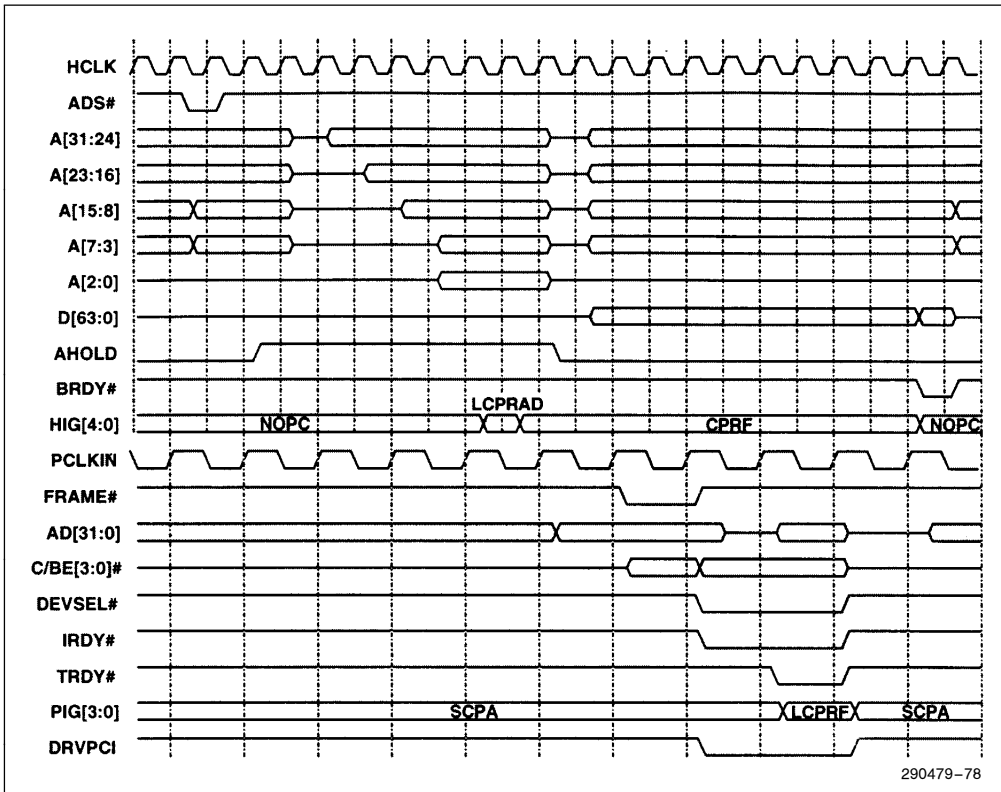 HCLK
ADS#
A[31:24]
A[23:16]
A[15:8]
A[7:3]
A[2:0]
D[63:0]
AHOLD
BRDY#
LCPRAD
HIG[4:0] NOPC CPRF NOPC
PCLKIN
FRAME#
AD[31:0]
C/BE[3:0]#
DEVSEL#
IRDY#
TRDY#
PIG[3:0] SCPA LCPRF SCPA
DRVPCI
290479–78